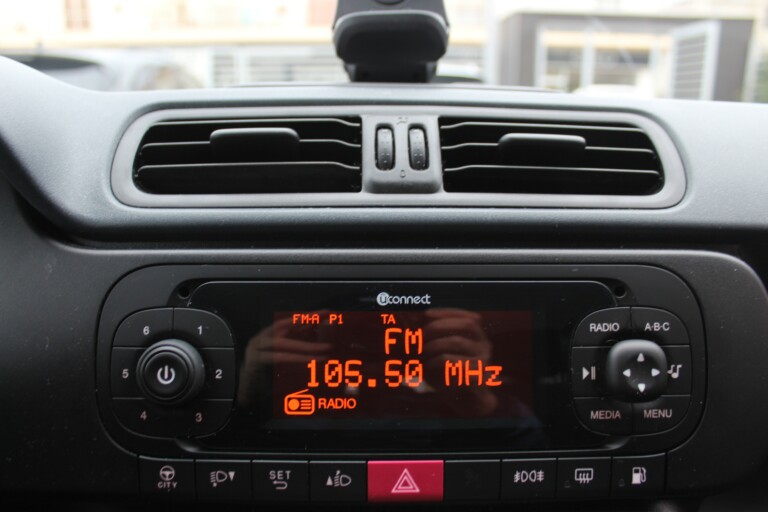 uconnect
FM-A P1 TA
FM
105.50 MHz
RADIO
6 1
5 2
4 3
RADIO A·B·C
MEDIA MENU
CITY
SET